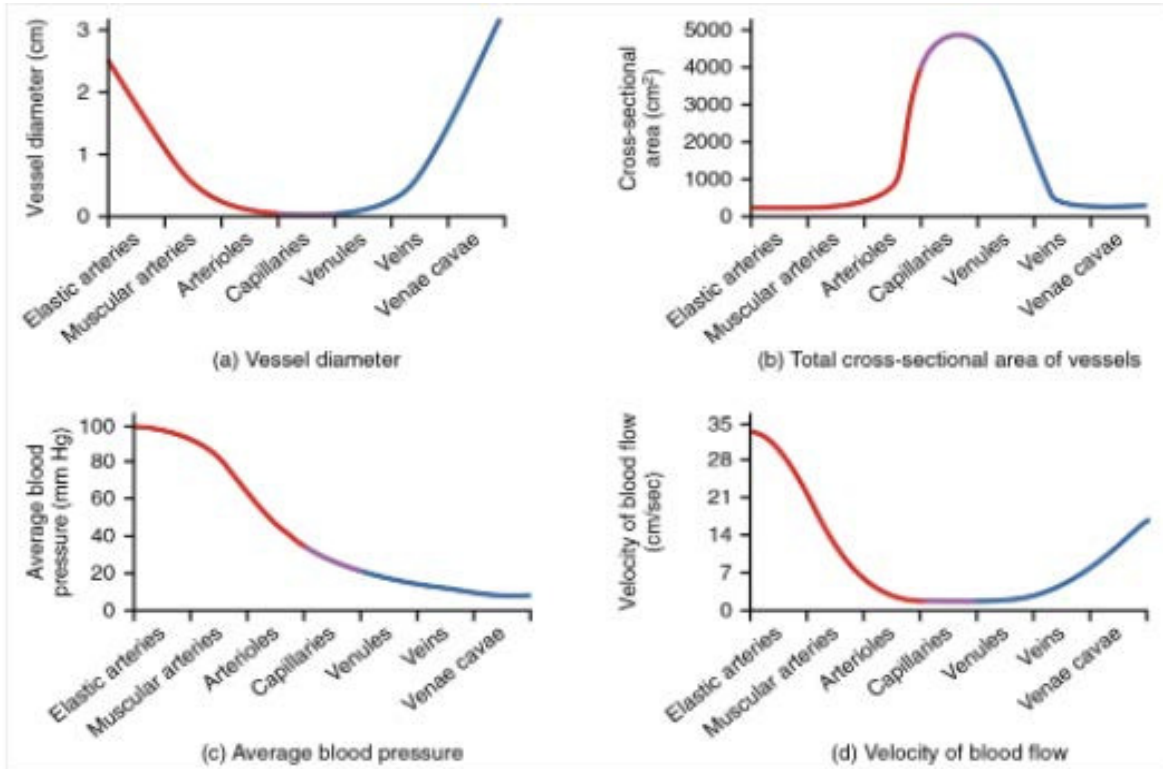 Vessel diameter (cm)
3
2
1
0
Elastic arteries
Muscular arteries
Arterioles
Capillaries
Venules
Veins
Venae cavae
(a) Vessel diameter
Cross-sectional
area (cm²)
5000
4000
3000
2000
1000
0
Elastic arteries
Muscular arteries
Arterioles
Capillaries
Venules
Veins
Venae cavae
(b) Total cross-sectional area of vessels
Average blood
pressure (mm Hg)
100
80
60
40
20
0
Elastic arteries
Muscular arteries
Arterioles
Capillaries
Venules
Veins
Venae cavae
(c) Average blood pressure
Velocity of blood flow
(cm/sec)
35
28
21
14
7
0
Elastic arteries
Muscular arteries
Arterioles
Capillaries
Venules
Veins
Venae cavae
(d) Velocity of blood flow